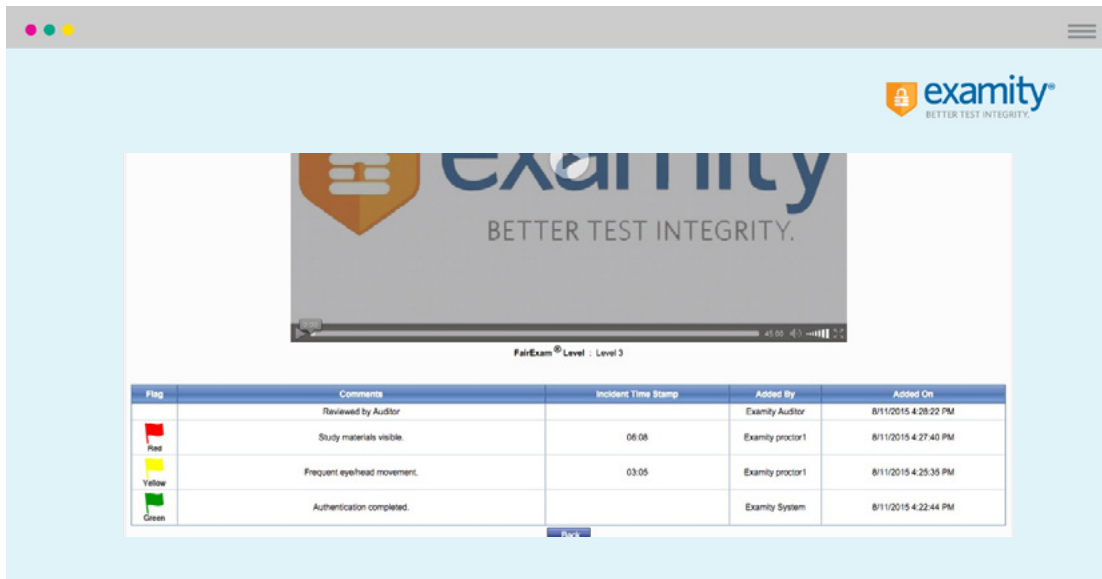 examity®
BETTER TEST INTEGRITY.
examity
BETTER TEST INTEGRITY.
0:00
45:00
FairExam® Level : Level 3
Flag Comments Incident Time Stamp Added By Added On
Reviewed by Auditor Examity Auditor 8/11/2015 4:28:22 PM
Red Study materials visible. 06:08 Examity proctor1 8/11/2015 4:27:40 PM
Yellow Frequent eye/head movement. 03:05 Examity proctor1 8/11/2015 4:25:35 PM
Green Authentication completed. Examity System 8/11/2015 4:22:44 PM
Back